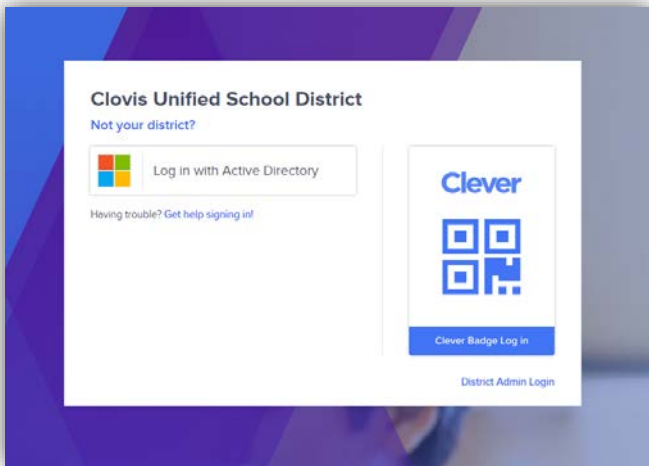 Clovis Unified School District
Not your district?
Log in with Active Directory
Having trouble? Get help signing in!
Clever
Clever Badge Log in
District Admin Login